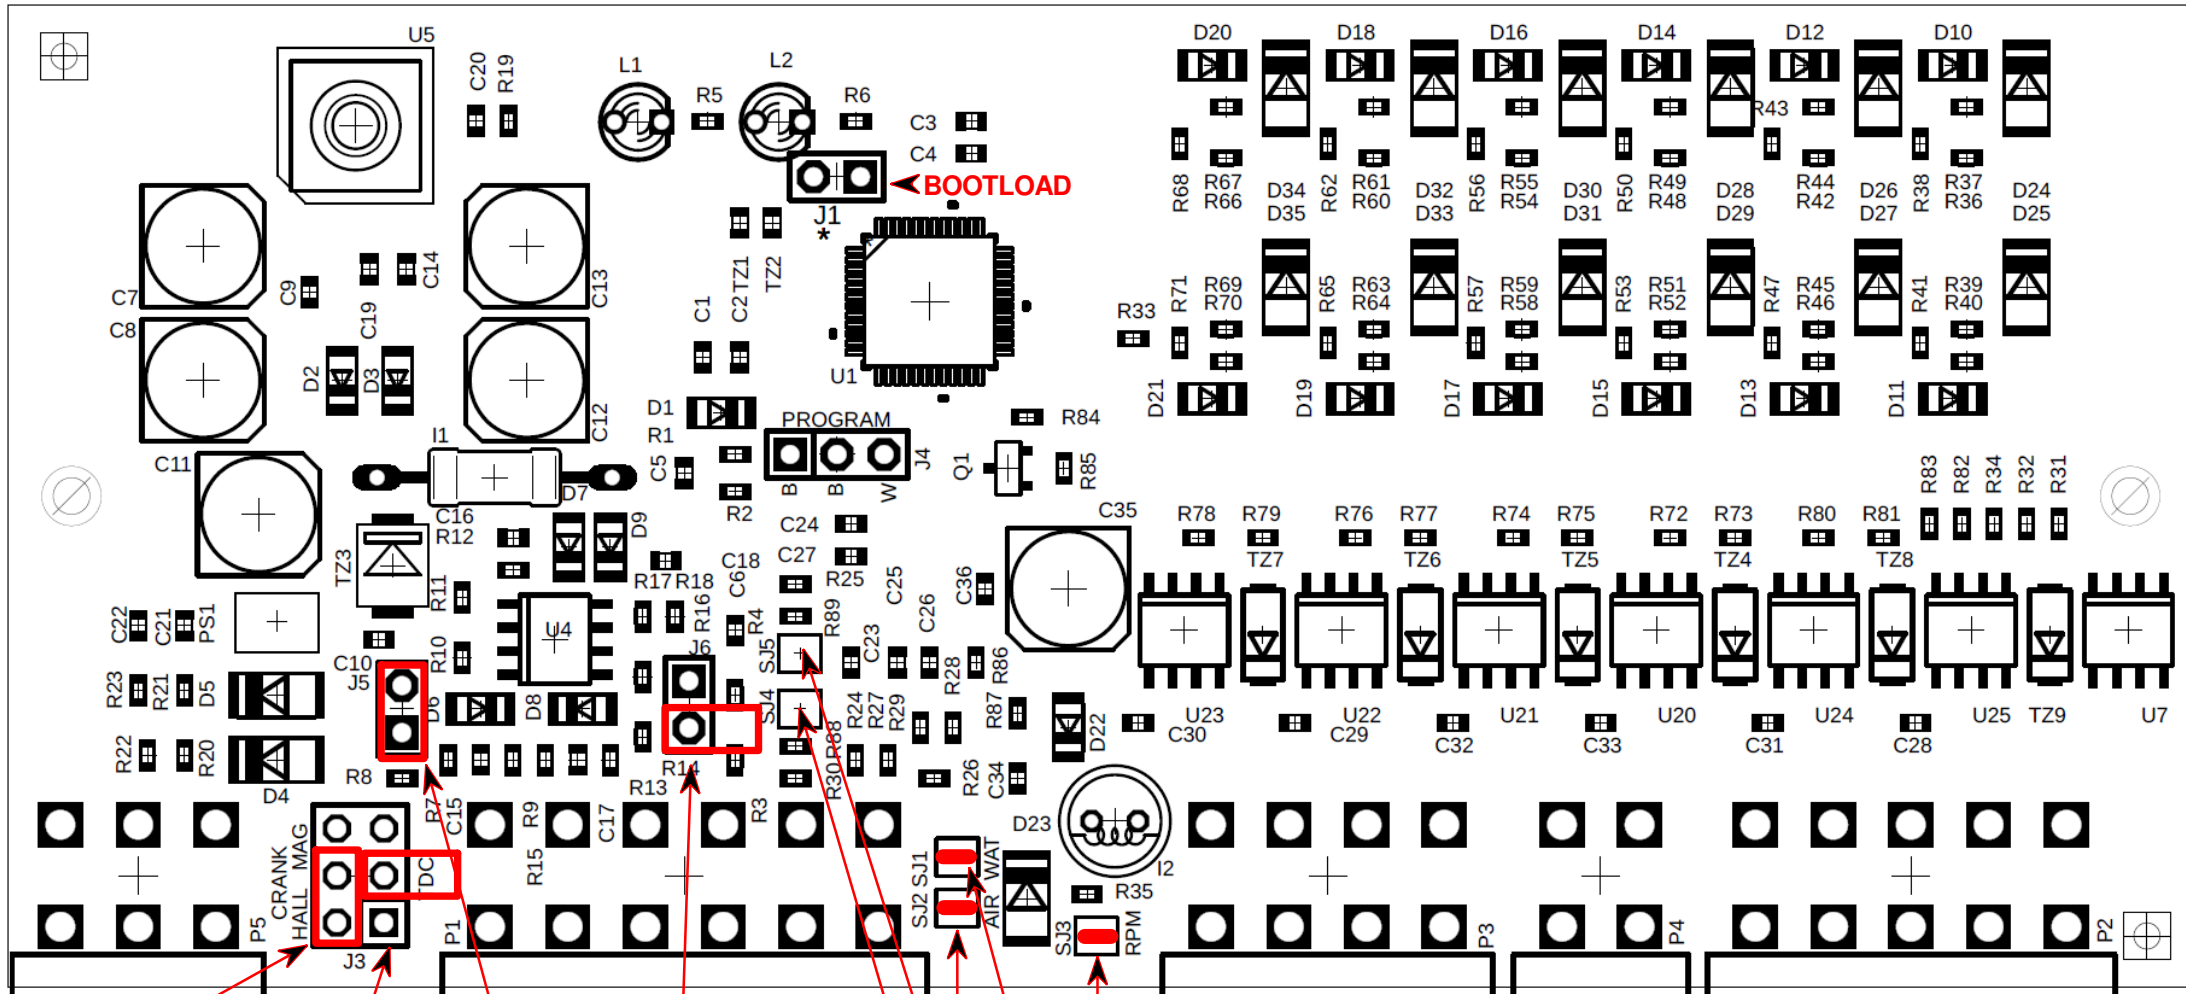 U5
C20
R19
L1
L2
R5
R6
C3
C4
BOOTLOAD
J1
*
D20
D18
D16
D14
D12
D10
R43
R68
R67
R66
D34
D35
R62
R61
R60
D32
D33
R56
R55
R54
D30
D31
R50
R49
R48
D28
D29
R44
R42
D26
D27
R38
R37
R36
D24
D25
C7
C8
C9
C14
C19
C13
C12
TZ1
TZ2
C1
C2
U1
R33
R71
R69
R70
R65
R63
R64
R57
R59
R58
R53
R51
R52
R47
R45
R46
R41
R39
R40
D2
D3
D1
R1
PROGRAM
J4
B
B
W
R84
R85
Q1
D21
D19
D17
D15
D13
D11
C11
I1
D7
C5
R2
C16
R12
D9
TZ3
C24
C27
R25
C35
C36
R78
R79
R76
R77
R74
R75
R72
R73
R80
R81
R83
R82
R34
R32
R31
TZ7
TZ6
TZ5
TZ4
TZ8
C22
C21
PS1
R11
R10
U4
R17
R18
R16
C18
C6
R4
R89
C25
C26
C23
C10
J5
J6
SJ5
SJ4
R23
R21
D5
D6
D8
R24
R27
R29
R28
R86
R87
D22
U23
U22
U21
U20
U24
U25
TZ9
U7
C30
C29
C32
C33
C31
C28
R22
R20
D4
R8
R14
R13
R88
R30
R26
C34
R7
C15
R9
R15
C17
R3
D23
I2
R35
CRANK
HALL
MAG
TDC
J3
P5
P1
SJ1
WAT
SJ2
AIR
SJ3
RPM
P3
P4
P2